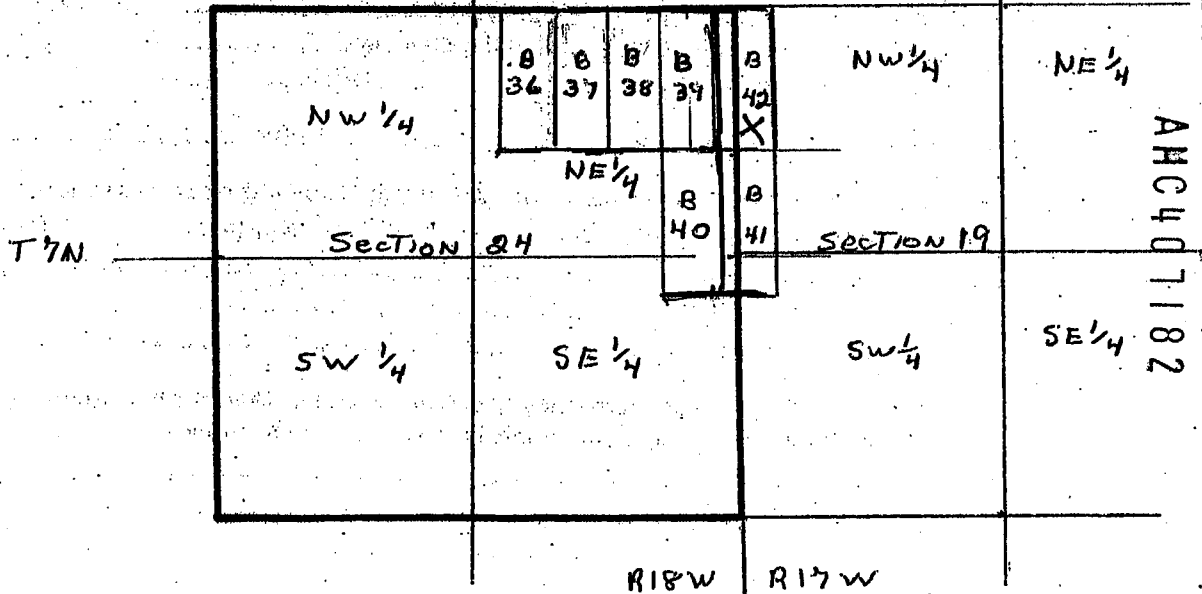 B B B B B
36 37 38 39 42
X
NW 1/4 NW 1/4 NE 1/4
NE 1/4
B B
40 41
T7N SECTION 24 SECTION 19
SW 1/4 SE 1/4 SW 1/4 SE 1/4
R18W R17W
AMC407182